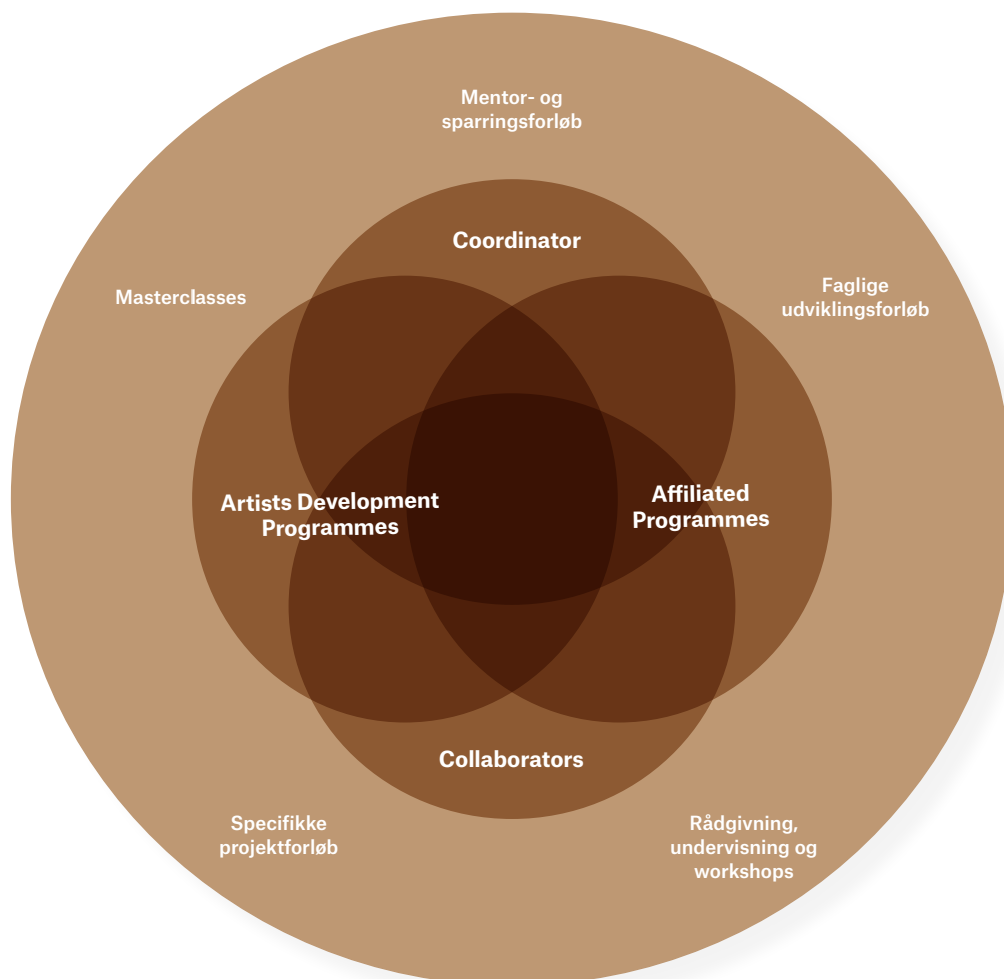 Mentor- og
sparringsforløb
Coordinator
Masterclasses
Faglige
udviklingsforløb
Artists Development
Programmes
Affiliated
Programmes
Collaborators
Specifikke
projektforløb
Rådgivning,
undervisning og
workshops